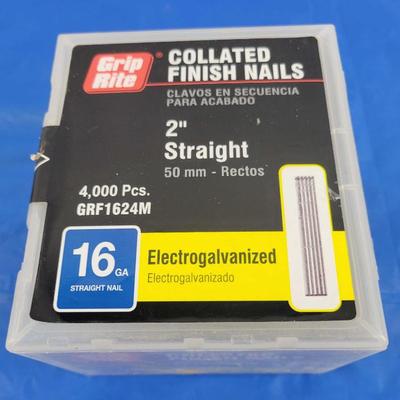 Grip
Rite
®
COLLATED
FINISH NAILS
CLAVOS EN SECUENCIA
PARA ACABADO
2"
Straight
50 mm - Rectos
4,000 Pcs.
GRF1624M
16 GA
STRAIGHT NAIL
Electrogalvanized
Electrogalvanizado